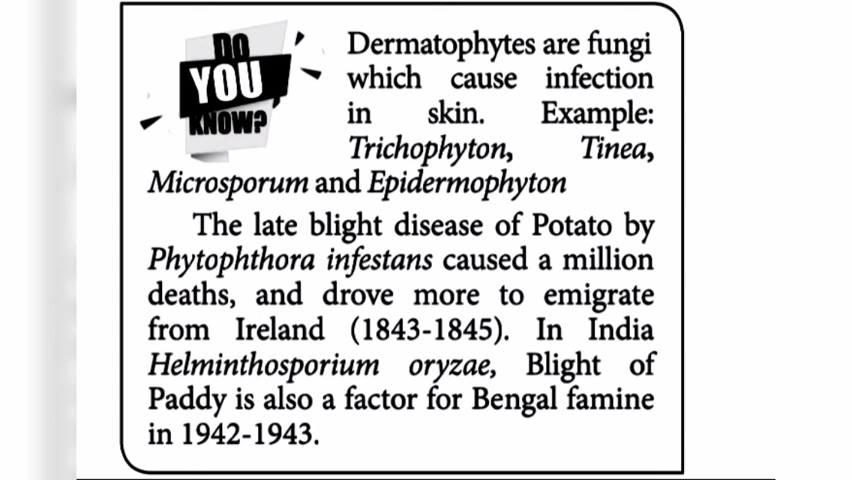 DO
YOU
KNOW?
Dermatophytes are fungi
which cause infection
in skin. Example:
Trichophyton, Tinea,
Microsporum and Epidermophyton
The late blight disease of Potato by
Phytophthora infestans caused a million
deaths, and drove more to emigrate
from Ireland (1843-1845). In India
Helminthosporium oryzae, Blight of
Paddy is also a factor for Bengal famine
in 1942-1943.